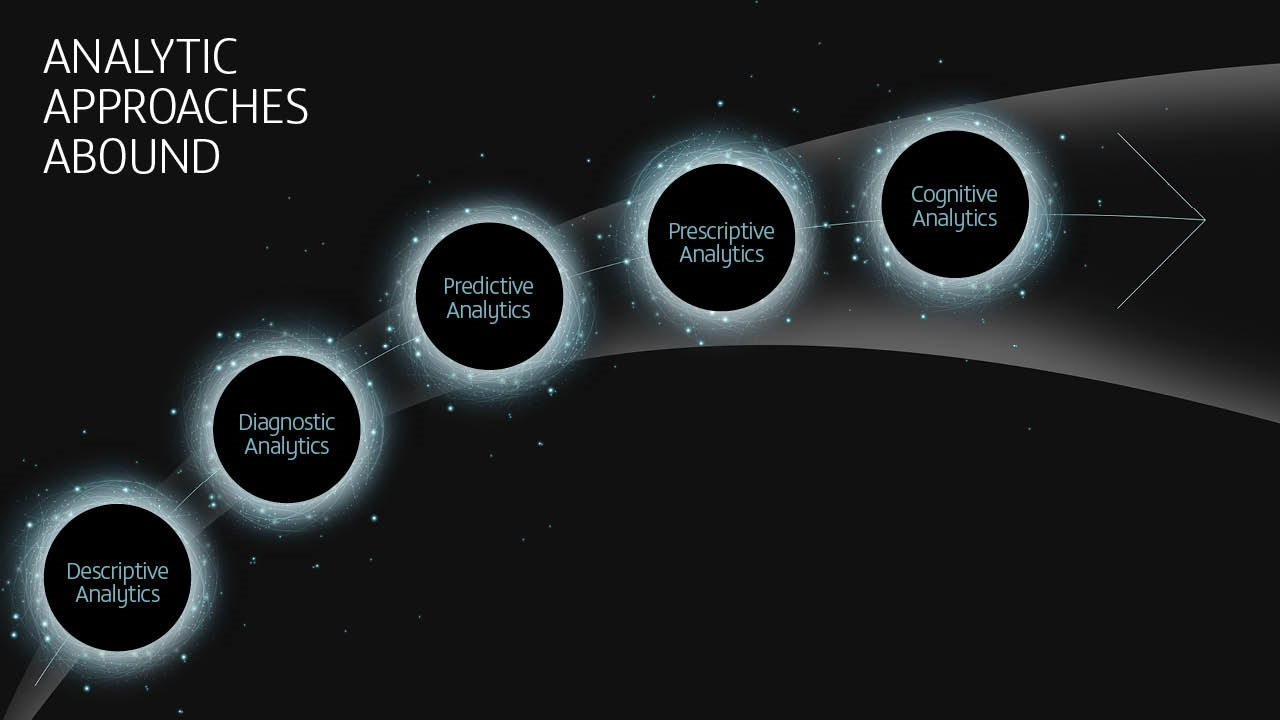 ANALYTIC
APPROACHES
ABOUND
Descriptive
Analytics
Diagnostic
Analytics
Predictive
Analytics
Prescriptive
Analytics
Cognitive
Analytics